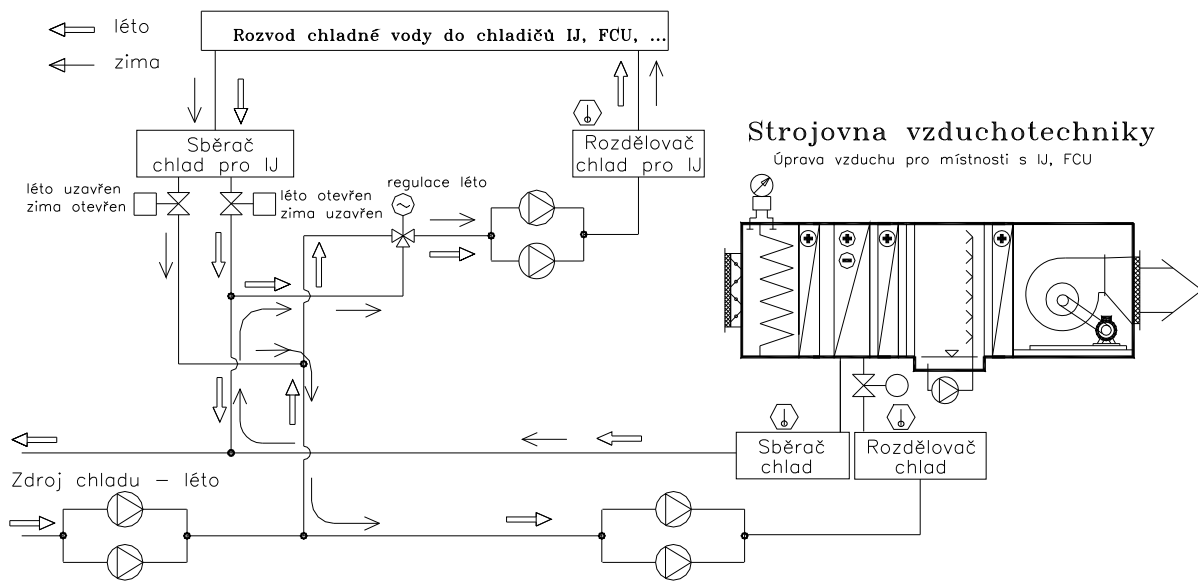 léto
zima
Rozvod chladné vody do chladičů IJ, FCU, ...
Sběrač
chlad pro IJ
Rozdělovač
chlad pro IJ
Strojovna vzduchotechniky
Úprava vzduchu pro místnosti s IJ, FCU
léto uzavřen
zima otevřen
léto otevřen
zima uzavřen
regulace léto
Sběrač
chlad
Rozdělovač
chlad
Zdroj chladu – léto